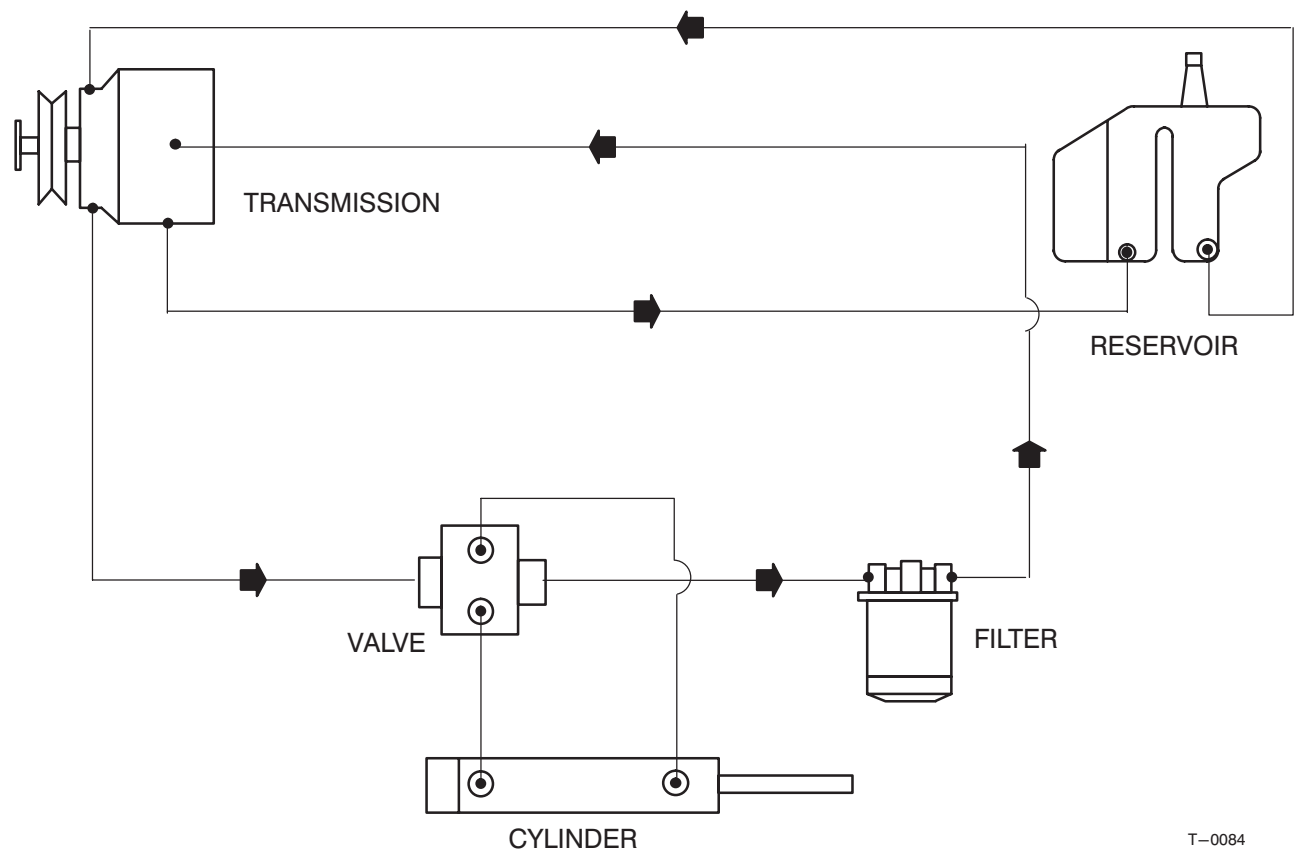 TRANSMISSION
RESERVOIR
VALVE
FILTER
CYLINDER
T–0084